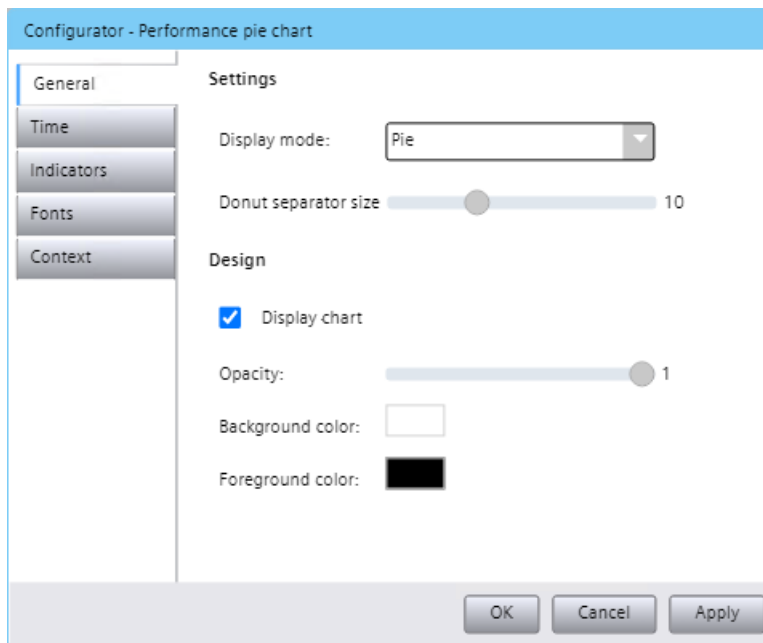 Configurator - Performance pie chart
General
Time
Indicators
Fonts
Context
Settings
Display mode: Pie
Donut separator size 10
Design
Display chart
Opacity: 1
Background color:
Foreground color:
OK Cancel Apply